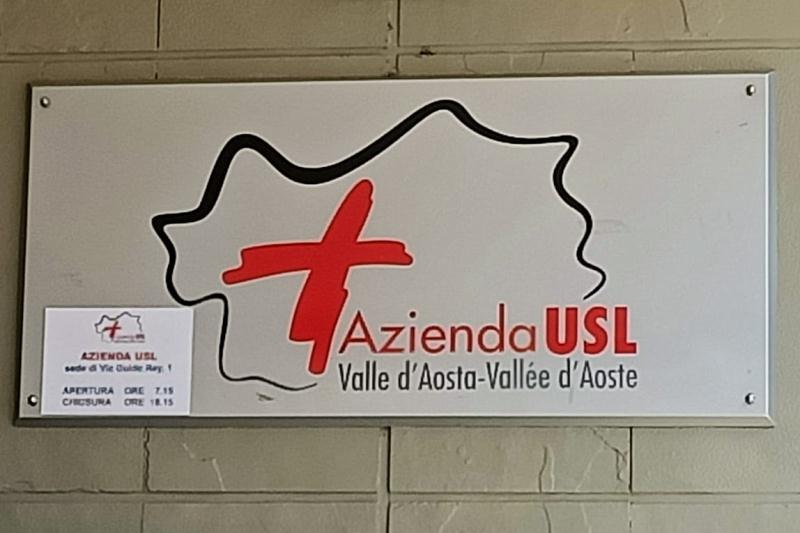 Azienda USL
Valle d'Aosta-Vallée d'Aoste
AZIENDA USL
sede di Via Guido Rey, 1
APERTURA ORE 7.15
CHIUSURA ORE 18.15